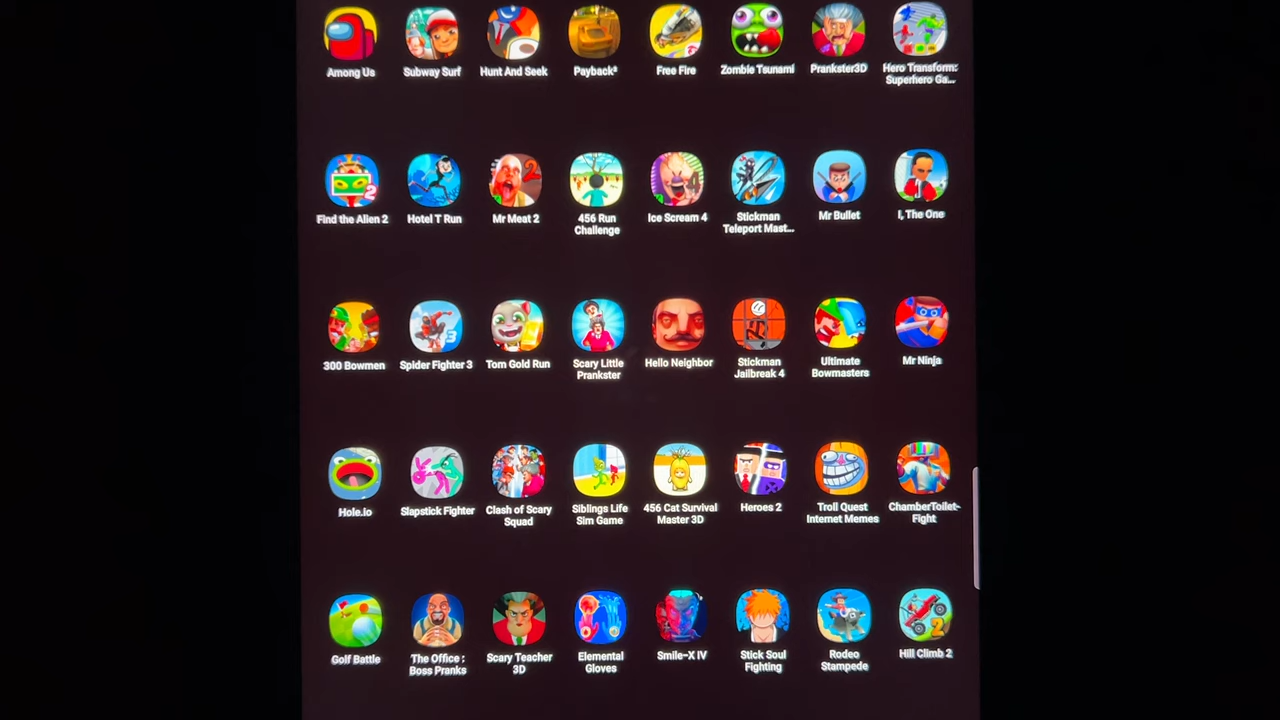 Among Us
Subway Surf
Hunt And Seek
Payback²
Free Fire
Zombie Tsunami
Prankster3D
Hero Transform:
Superhero Ga...
Find the Alien 2
Hotel T Run
Mr Meat 2
456 Run
Challenge
Ice Scream 4
Stickman
Teleport Mast...
Mr Bullet
I, The One
300 Bowmen
Spider Fighter 3
Tom Gold Run
Scary Little
Prankster
Hello Neighbor
Stickman
Jailbreak 4
Ultimate
Bowmasters
Mr Ninja
Hole.io
Slapstick Fighter
Clash of Scary
Squad
Siblings Life
Sim Game
456 Cat Survival
Master 3D
Heroes 2
Troll Quest
Internet Memes
ChamberToilet-
Fight
Golf Battle
The Office :
Boss Pranks
Scary Teacher
3D
Elemental
Gloves
Smile-X IV
Stick Soul
Fighting
Rodeo
Stampede
Hill Climb 2